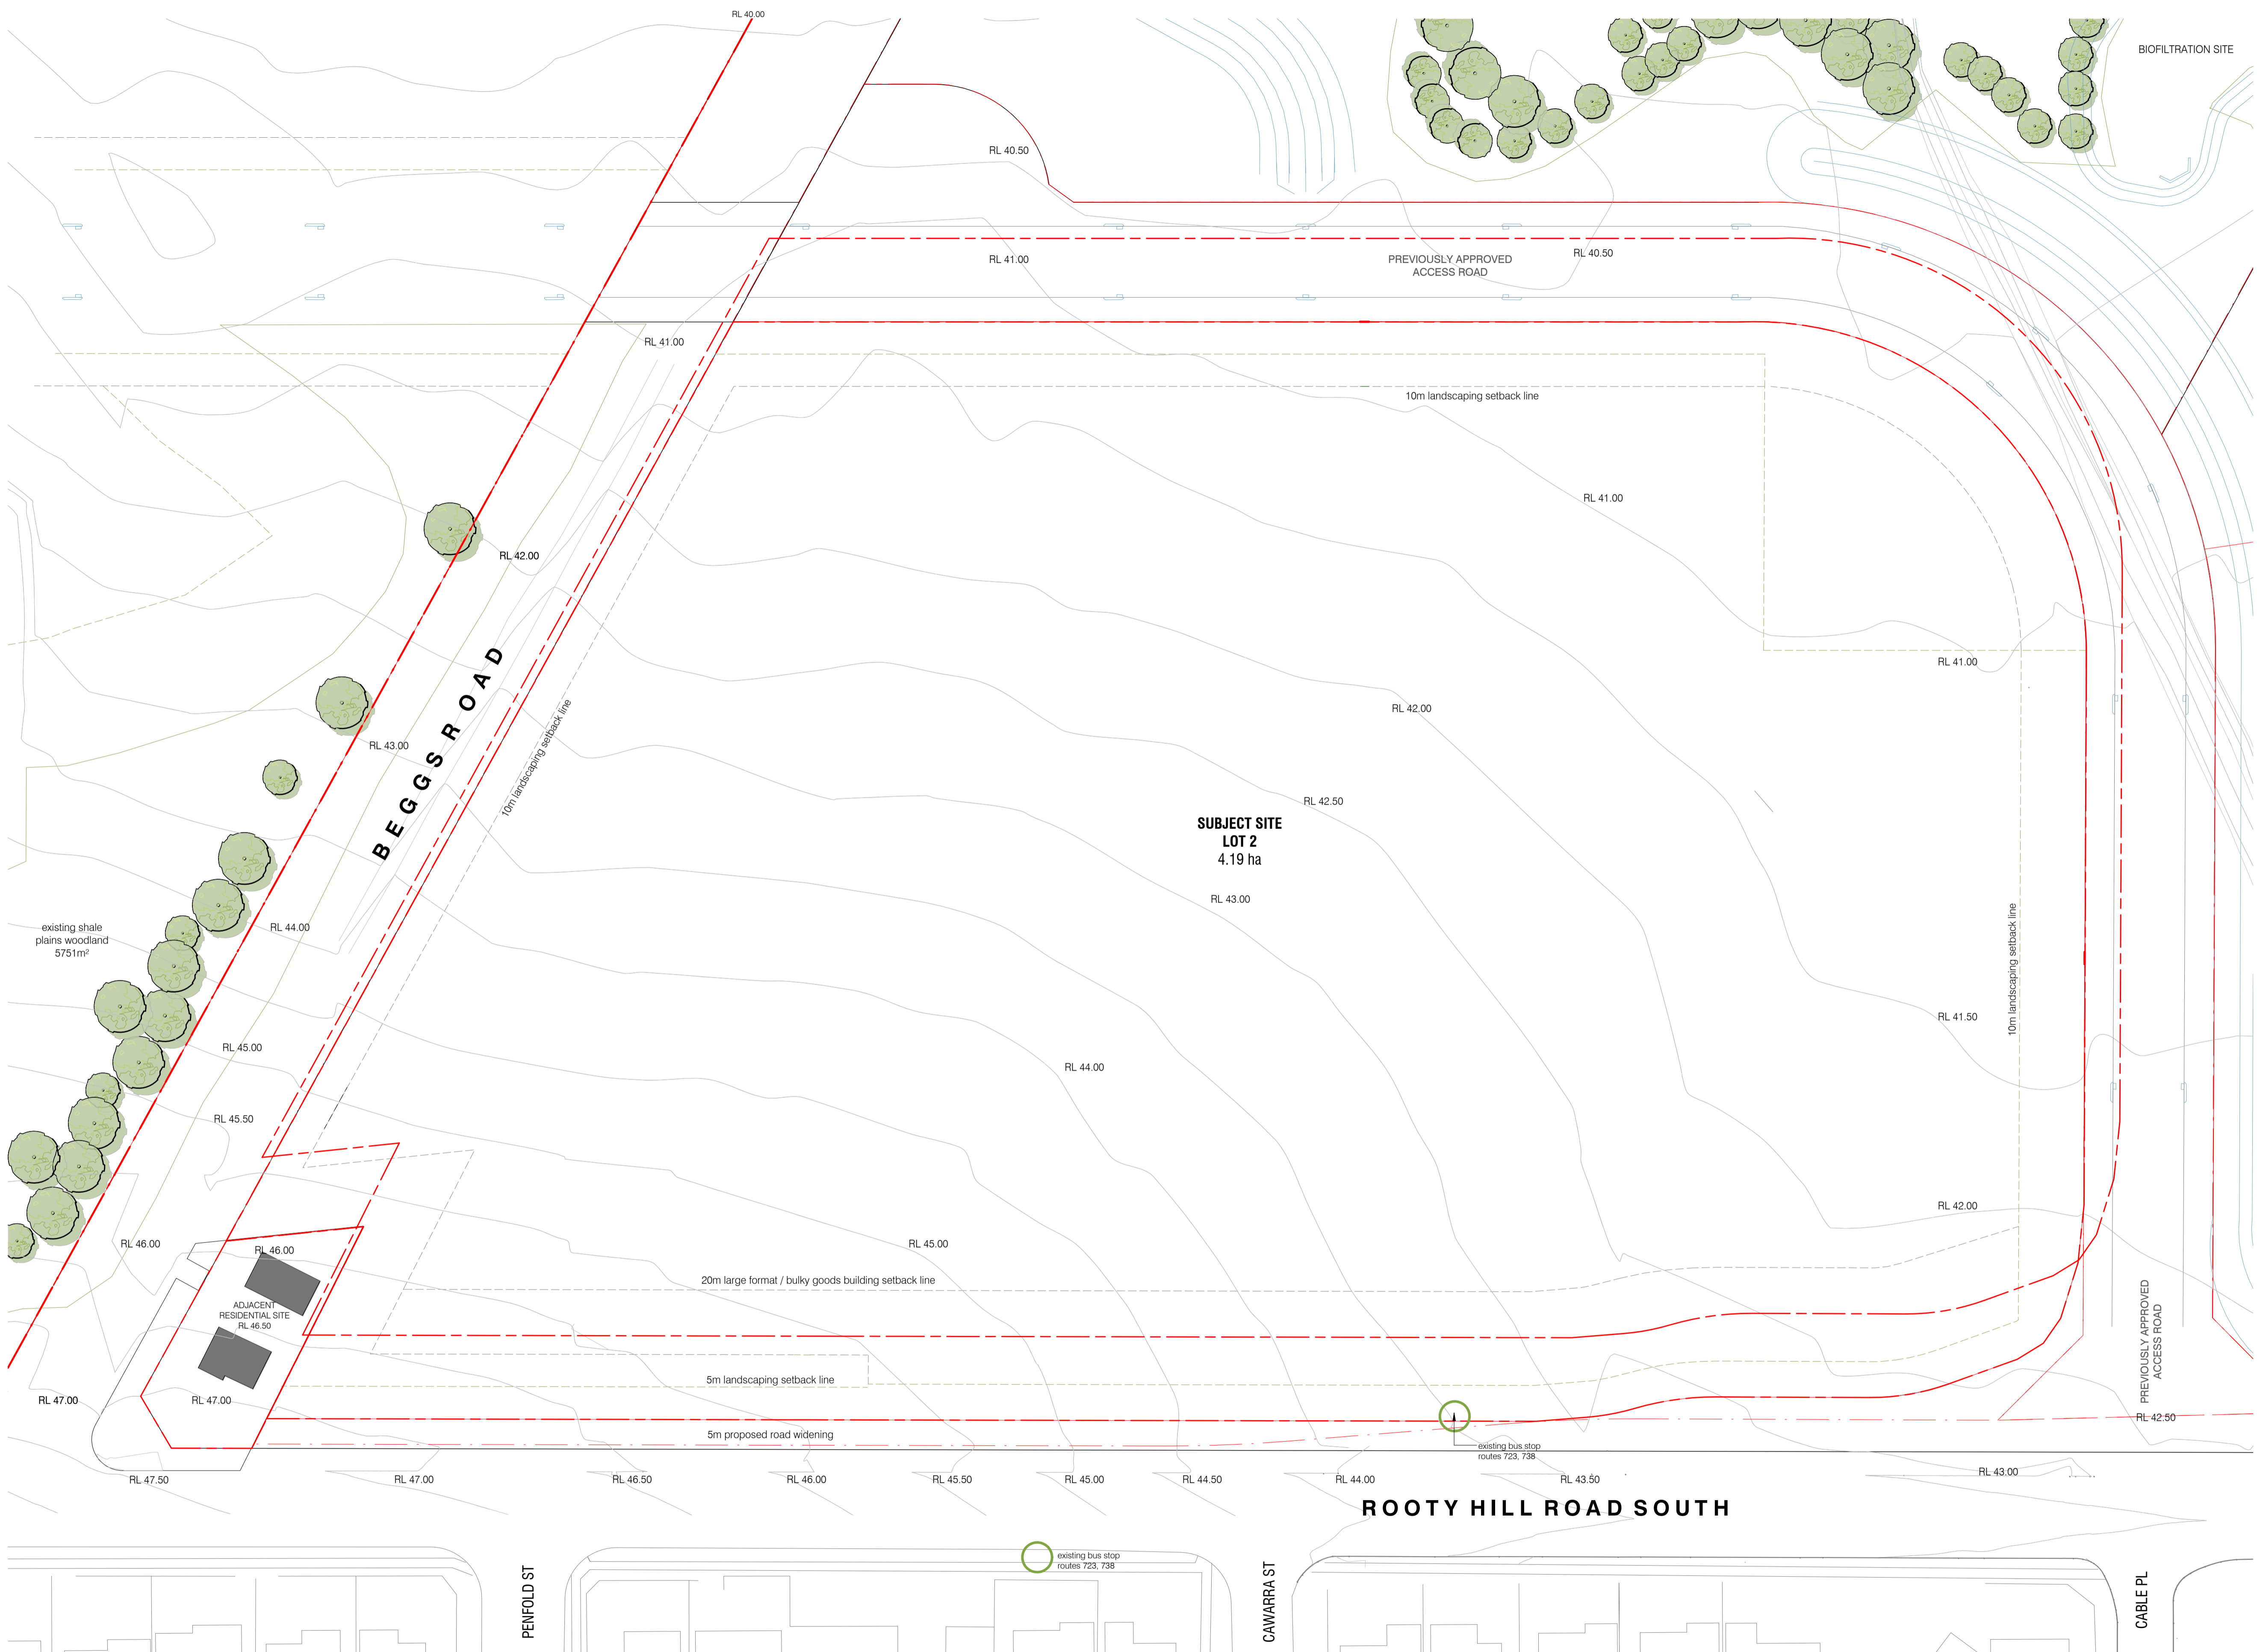 RL 40.00
BIOFILTRATION SITE
RL 40.50
RL 41.00
PREVIOUSLY APPROVED
ACCESS ROAD
RL 40.50
RL 41.00
10m landscaping setback line
RL 41.00
RL 42.00
BEGGS ROAD
10m landscaping setback line
RL 41.00
RL 42.00
RL 43.00
RL 42.50
SUBJECT SITE
LOT 2
4.19 ha
RL 43.00
existing shale
plains woodland
5751m²
RL 44.00
10m landscaping setback line
RL 41.50
RL 45.00
RL 44.00
RL 45.50
RL 42.00
RL 46.00
RL 46.00
RL 45.00
20m large format / bulky goods building setback line
ADJACENT
RESIDENTIAL SITE
RL 46.50
PREVIOUSLY APPROVED
ACCESS ROAD
5m landscaping setback line
RL 47.00
RL 47.00
RL 42.50
5m proposed road widening
existing bus stop
routes 723, 738
RL 47.50
RL 47.00
RL 46.50
RL 46.00
RL 45.50
RL 45.00
RL 44.50
RL 44.00
RL 43.50
RL 43.00
ROOTY HILL ROAD SOUTH
existing bus stop
routes 723, 738
PENFOLD ST
CAWARRA ST
CABLE PL